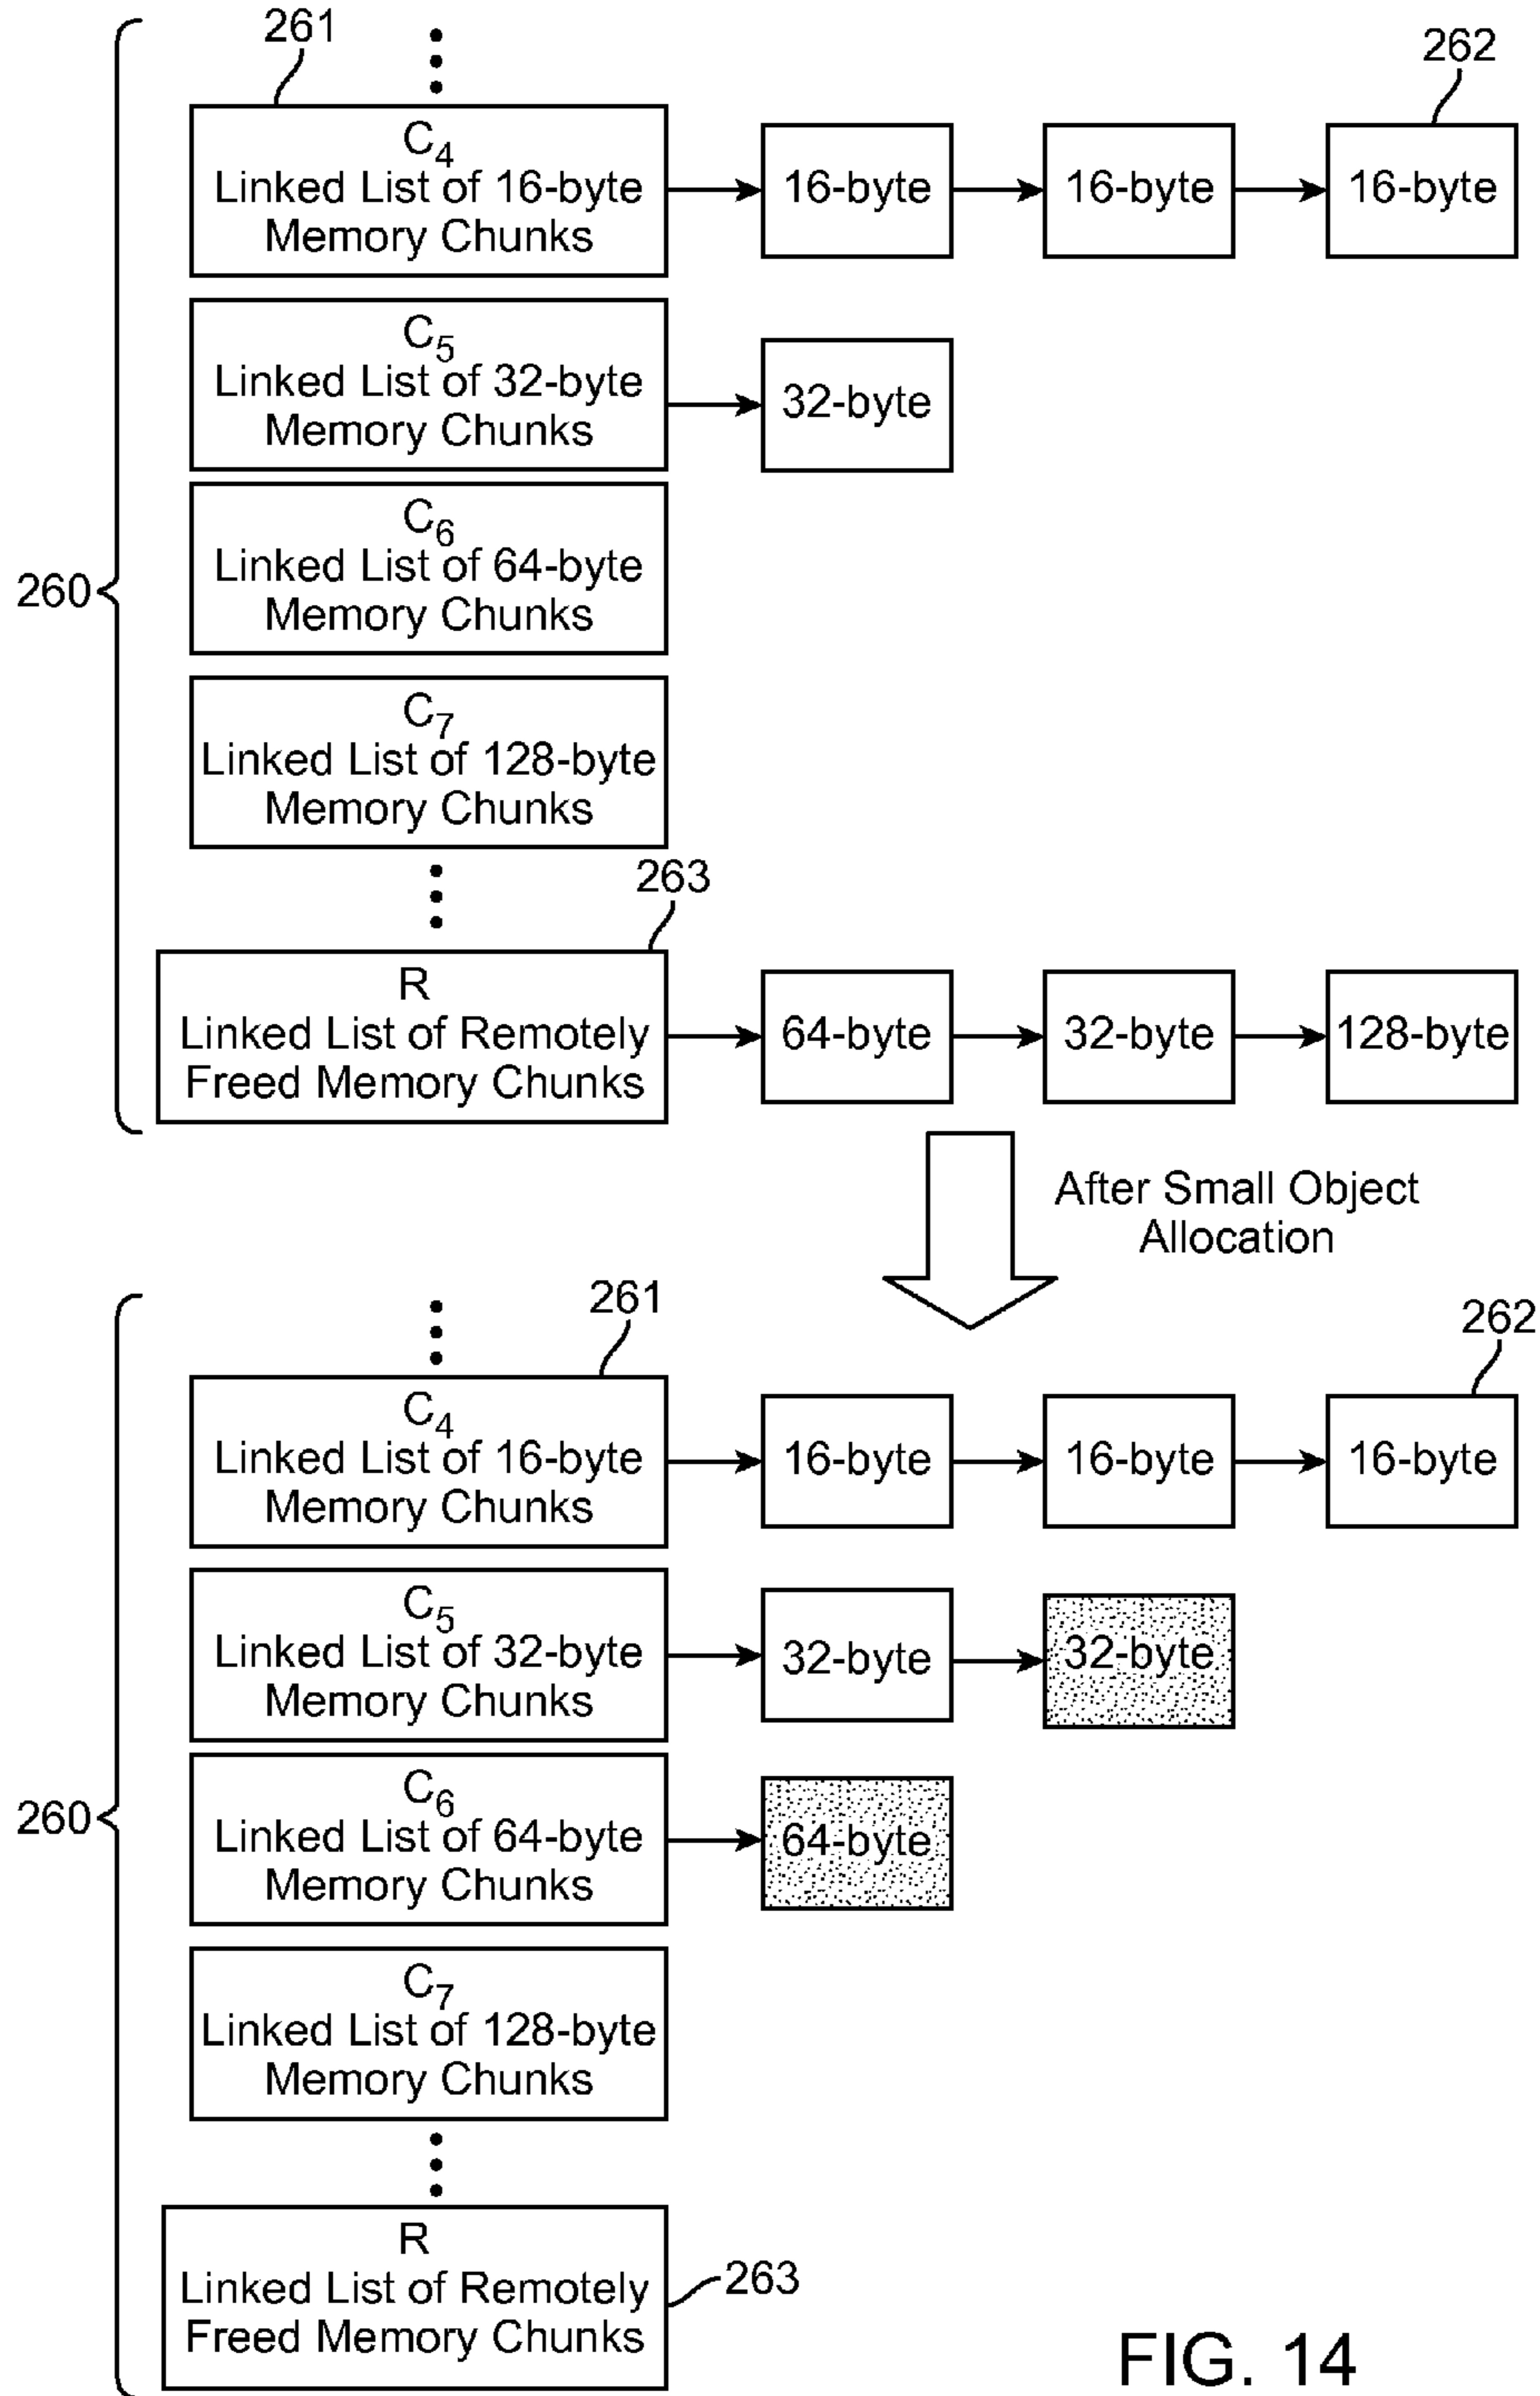 261
262
C4
Linked List of 16-byte
Memory Chunks
16-byte
16-byte
16-byte
C5
Linked List of 32-byte
Memory Chunks
32-byte
260
C6
Linked List of 64-byte
Memory Chunks
C7
Linked List of 128-byte
Memory Chunks
263
R
Linked List of Remotely
Freed Memory Chunks
64-byte
32-byte
128-byte
After Small Object
Allocation
261
262
C4
Linked List of 16-byte
Memory Chunks
16-byte
16-byte
16-byte
C5
Linked List of 32-byte
Memory Chunks
32-byte
32-byte
260
C6
Linked List of 64-byte
Memory Chunks
64-byte
C7
Linked List of 128-byte
Memory Chunks
R
Linked List of Remotely
Freed Memory Chunks
263
FIG. 14